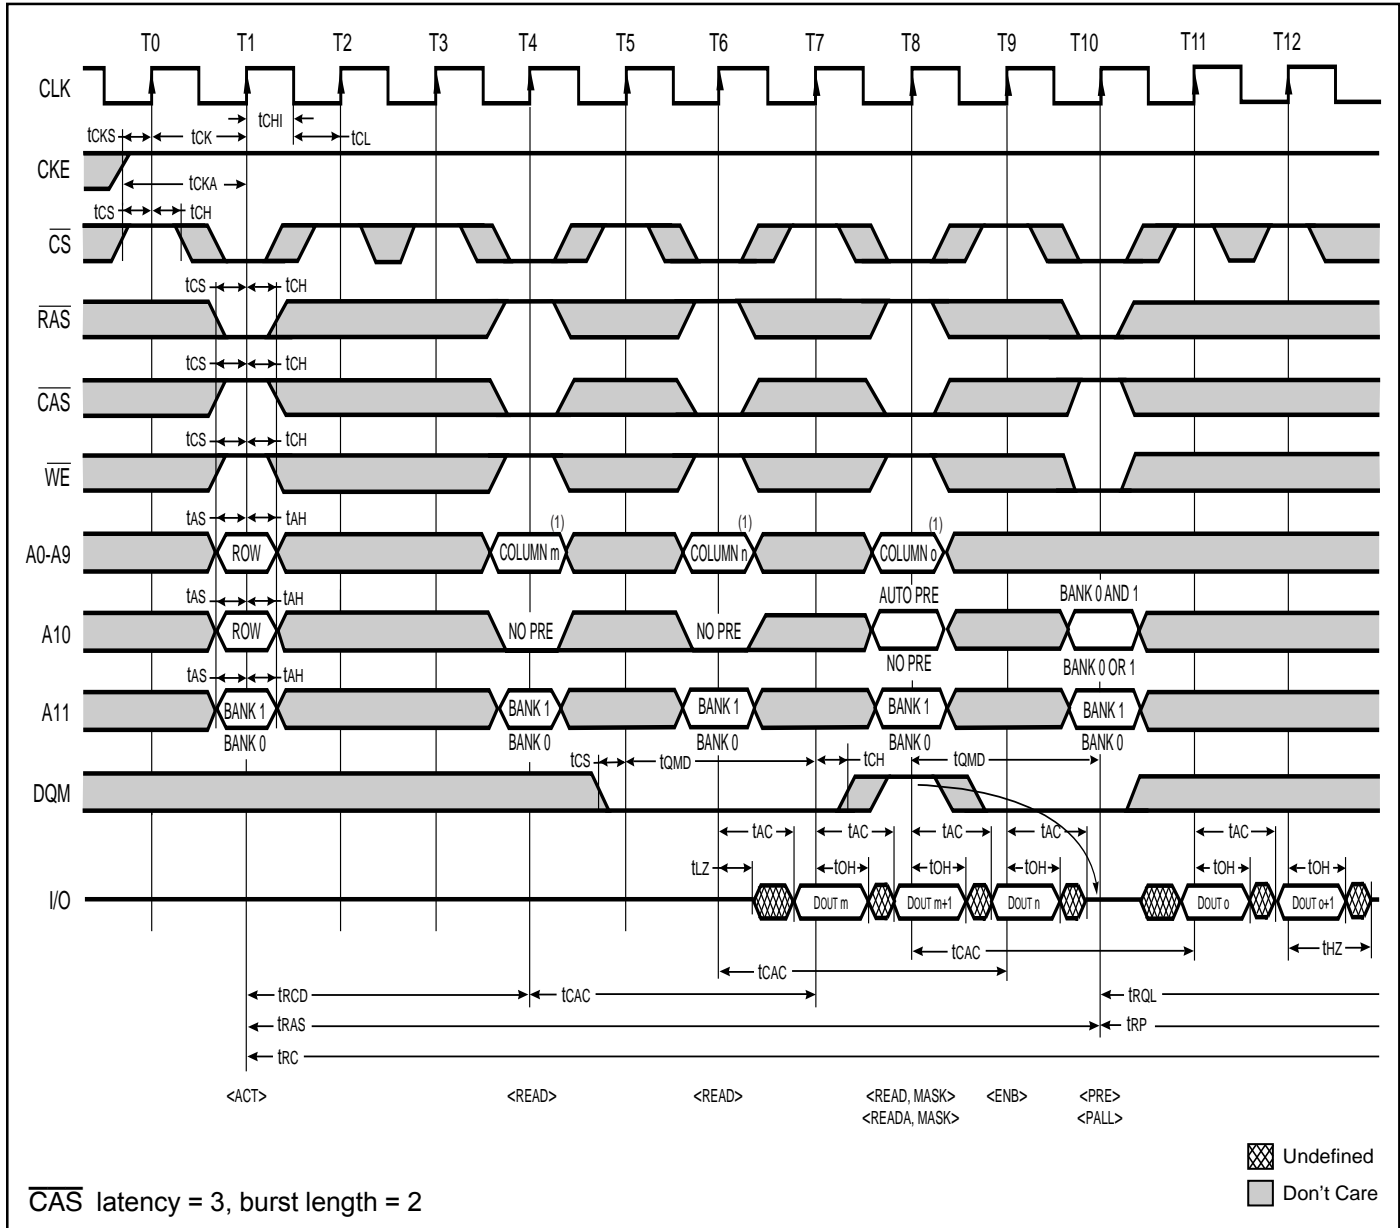 T0 T1 T2 T3 T4 T5 T6 T7 T8 T9 T10 T11 T12
CLK
tCHI
tCKS tCK tCL
CKE
tCKA
tCS tCH
CS
tCS tCH
RAS
tCS tCH
CAS
tCS tCH
WE
tAS tAH (1) (1) (1)
A0-A9 ROW COLUMN m COLUMN n COLUMN o
tAS tAH AUTO PRE BANK 0 AND 1
A10 ROW NO PRE NO PRE
NO PRE BANK 0 OR 1
tAS tAH
A11 BANK 1 BANK 1 BANK 1 BANK 1 BANK 1
BANK 0 BANK 0 BANK 0 BANK 0 BANK 0
tCS tQMD tCH tQMD
DQM
tAC tAC tAC tAC tAC
tLZ tOH tOH tOH tOH tOH
I/O DOUT m DOUT m+1 DOUT n DOUT o DOUT o+1
tCAC tHZ
tCAC
tRCD tCAC tRQL
tRAS tRP
tRC
<ACT> <READ> <READ> <READ, MASK> <ENB> <PRE>
<READA, MASK> <PALL>
Undefined
Don't Care
CAS latency = 3, burst length = 2